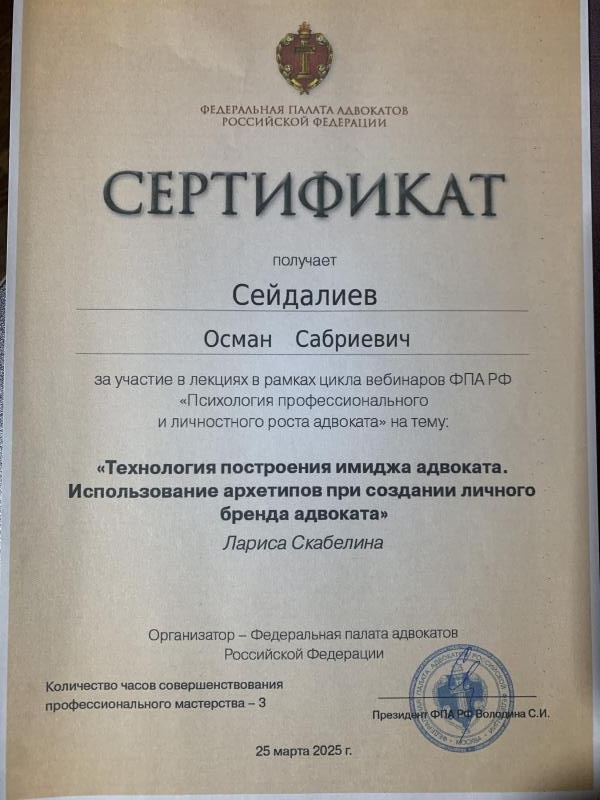 ФЕДЕРАЛЬНАЯ ПАЛАТА АДВОКАТОВ
РОССИЙСКОЙ ФЕДЕРАЦИИ
СЕРТИФИКАТ
получает
Сейдалиев
Осман Сабриевич
за участие в лекциях в рамках цикла вебинаров ФПА РФ
«Психология профессионального
и личностного роста адвоката» на тему:
«Технология построения имиджа адвоката.
Использование архетипов при создании личного
бренда адвоката»
Лариса Скабелина
Организатор – Федеральная палата адвокатов
Российской Федерации
Количество часов совершенствования
профессионального мастерства – 3
Президент ФПА РФ Володина С.И.
25 марта 2025 г.